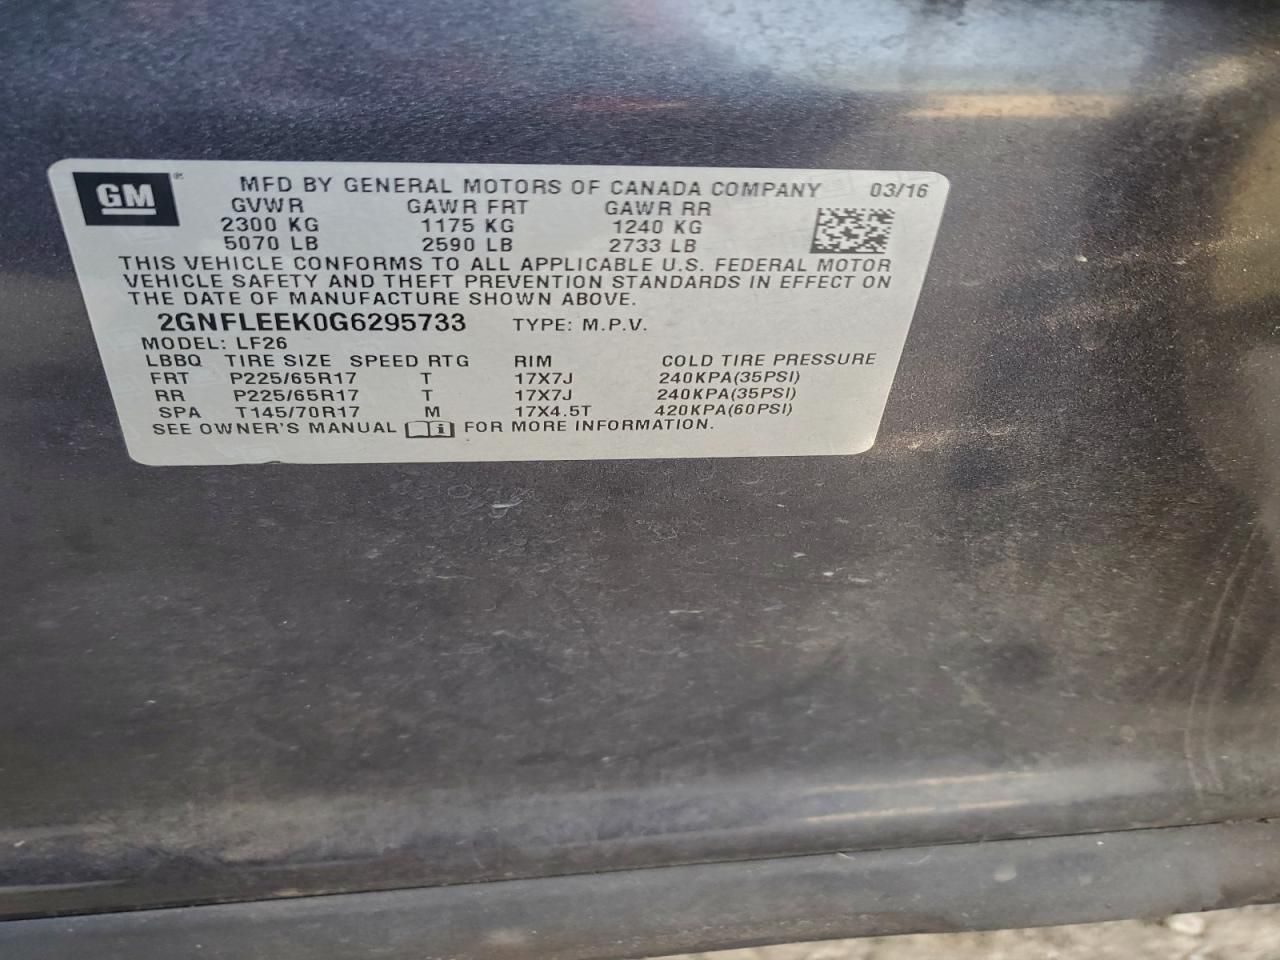 GM® MFD BY GENERAL MOTORS OF CANADA COMPANY 03/16
GVWR GAWR FRT GAWR RR
2300 KG 1175 KG 1240 KG
5070 LB 2590 LB 2733 LB
THIS VEHICLE CONFORMS TO ALL APPLICABLE U.S. FEDERAL MOTOR
VEHICLE SAFETY AND THEFT PREVENTION STANDARDS IN EFFECT ON
THE DATE OF MANUFACTURE SHOWN ABOVE.
2GNFLEEK0G6295733 TYPE: M.P.V.
MODEL: LF26
LBBQ TIRE SIZE SPEED RTG RIM COLD TIRE PRESSURE
FRT P225/65R17 T 17X7J 240KPA(35PSI)
RR P225/65R17 T 17X7J 240KPA(35PSI)
SPA T145/70R17 M 17X4.5T 420KPA(60PSI)
SEE OWNER'S MANUAL i FOR MORE INFORMATION.